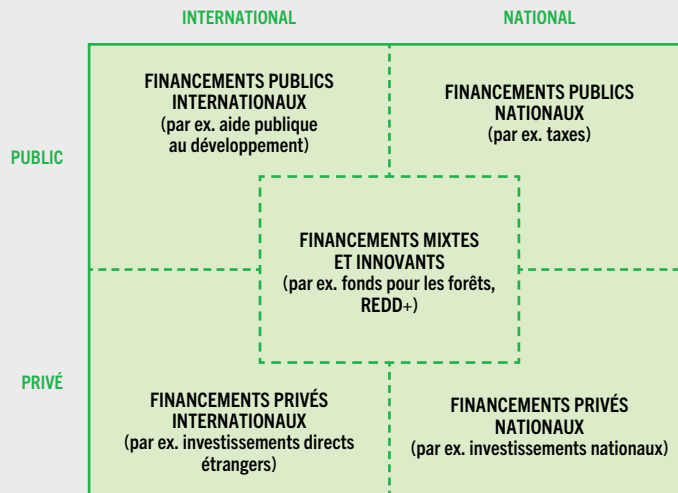 INTERNATIONAL
NATIONAL
PUBLIC
FINANCEMENTS PUBLICS
INTERNATIONAUX
(par ex. aide publique
au développement)
FINANCEMENTS PUBLICS
NATIONAUX
(par ex. taxes)
FINANCEMENTS MIXTES
ET INNOVANTS
(par ex. fonds pour les forêts,
REDD+)
PRIVÉ
FINANCEMENTS PRIVÉS
INTERNATIONAUX
(par ex. investissements directs
étrangers)
FINANCEMENTS PRIVÉS
NATIONAUX
(par ex. investissements nationaux)